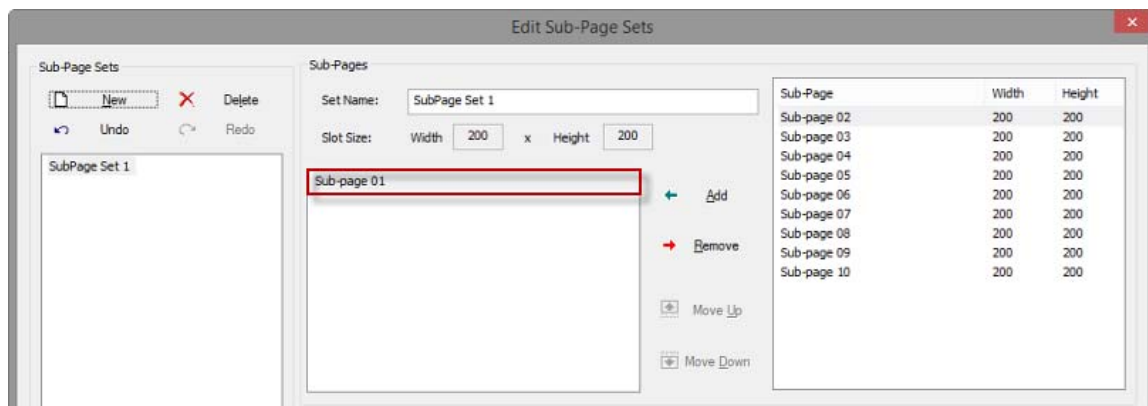 Edit Sub-Page Sets
Sub-Page Sets
New Delete
Undo Redo
SubPage Set 1
Sub-Pages
Set Name: SubPage Set 1
Slot Size: Width 200 x Height 200
Sub-page 01
Add
Remove
Move Up
Move Down
Sub-Page Width Height
Sub-page 02 200 200
Sub-page 03 200 200
Sub-page 04 200 200
Sub-page 05 200 200
Sub-page 06 200 200
Sub-page 07 200 200
Sub-page 08 200 200
Sub-page 09 200 200
Sub-page 10 200 200